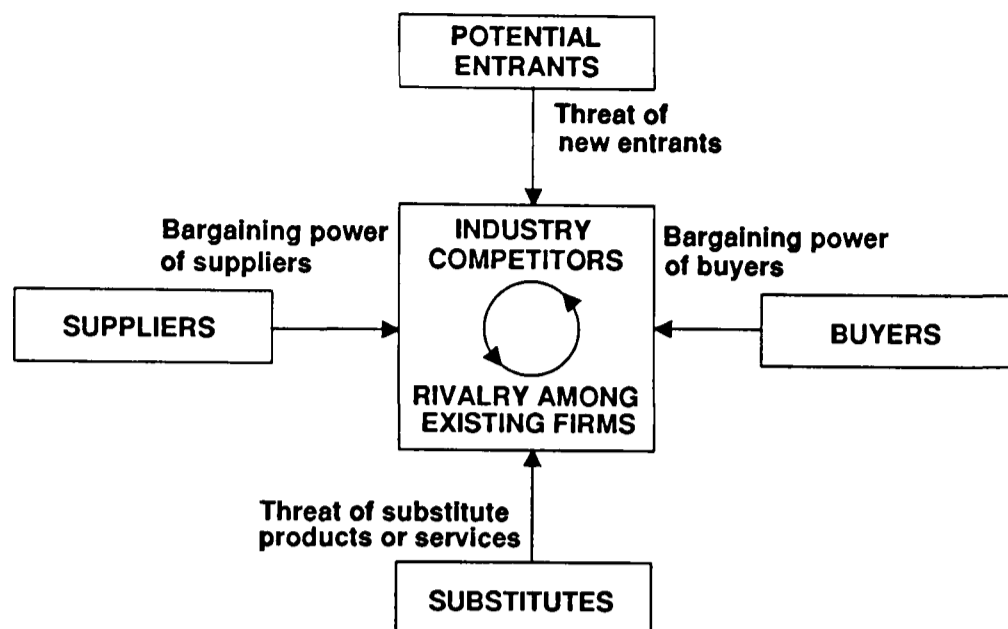 POTENTIAL
ENTRANTS
Threat of
new entrants
Bargaining power
of suppliers
INDUSTRY
COMPETITORS
Bargaining power
of buyers
SUPPLIERS
BUYERS
RIVALRY AMONG
EXISTING FIRMS
Threat of substitute
products or services
SUBSTITUTES